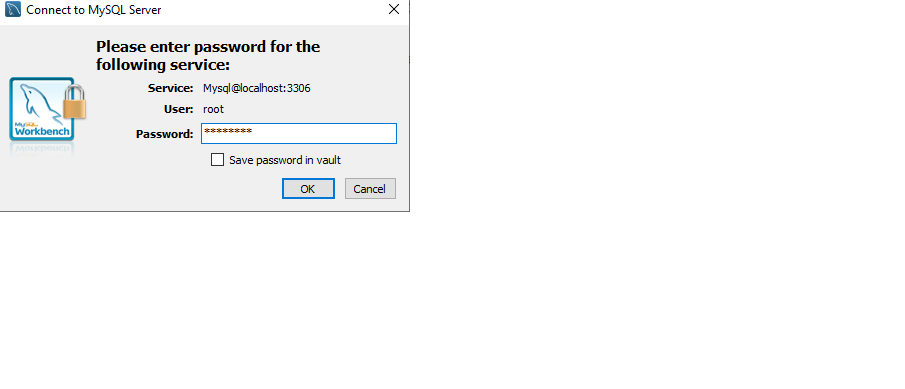 Connect to MySQL Server
Please enter password for the
following service:
Service: Mysql@localhost:3306
User: root
Password: ********
Save password in vault
OK Cancel
MySQL
Workbench